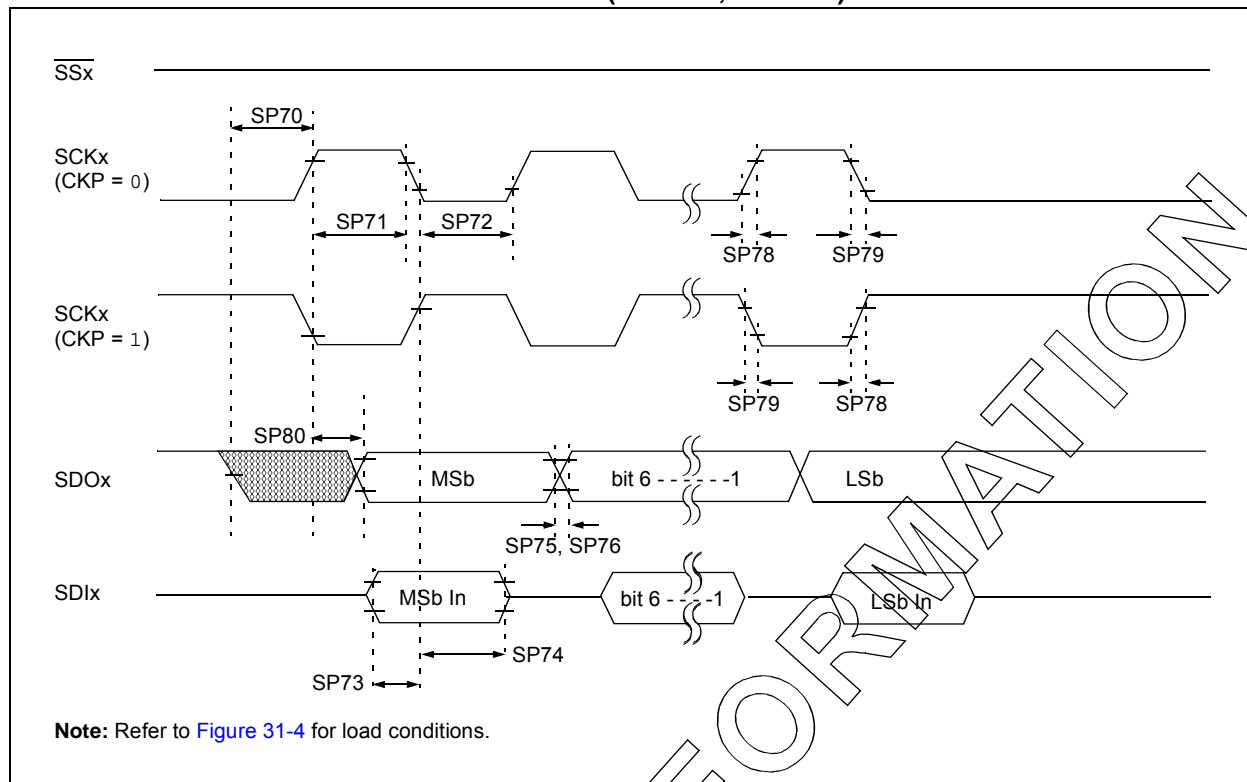 SSx
SP70
SCKx
(CKP = 0)
SP71
SP72
SP78
SP79
SCKx
(CKP = 1)
SP79
SP78
SP80
SDOx
MSb
bit 6 - - - - - -1
LSb
SP75, SP76
SDIx
MSb In
bit 6 - - - - -1
LSb In
SP74
SP73
Note: Refer to Figure 31-4 for load conditions.
FORMATION